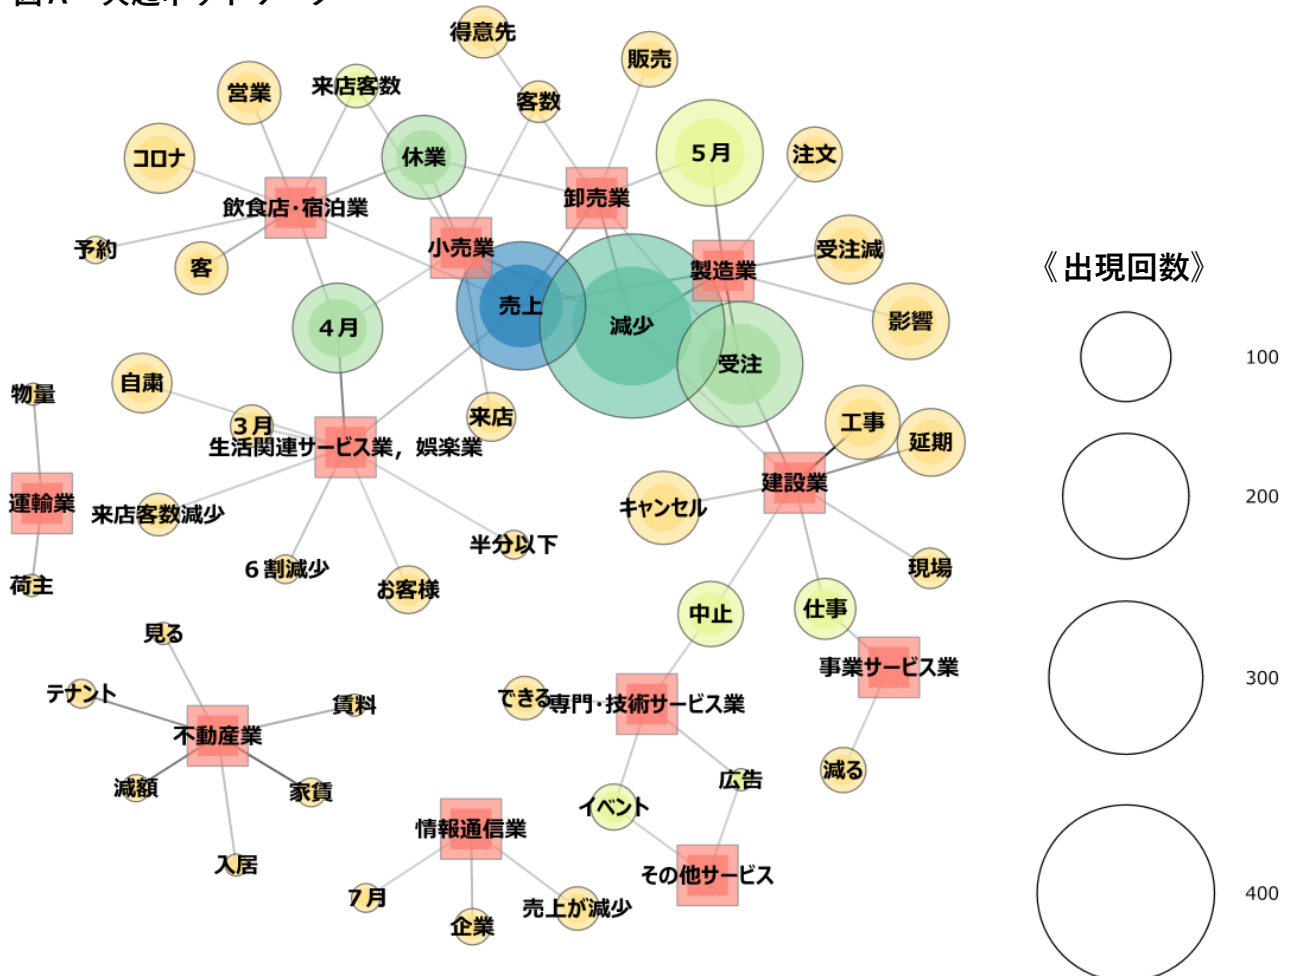 得意先
販売
営業
来店客数
客数
コロナ
休業
5月
注文
飲食店・宿泊業
卸売業
予約
客
小売業
製造業
受注減
《出現回数》
4月
売上
減少
影響
受注
100
自粛
物量
3月
来店
工事
延期
生活関連サービス業，娯楽業
建設業
200
運輸業
来店客数減少
キャンセル
半分以下
6割減少
お客様
現場
荷主
中止
仕事
見る
事業サービス業
300
テナント
賃料
できる
専門・技術サービス業
不動産業
減額
家賃
広告
減る
イベント
情報通信業
入居
その他サービス
7月
売上が減少
400
企業